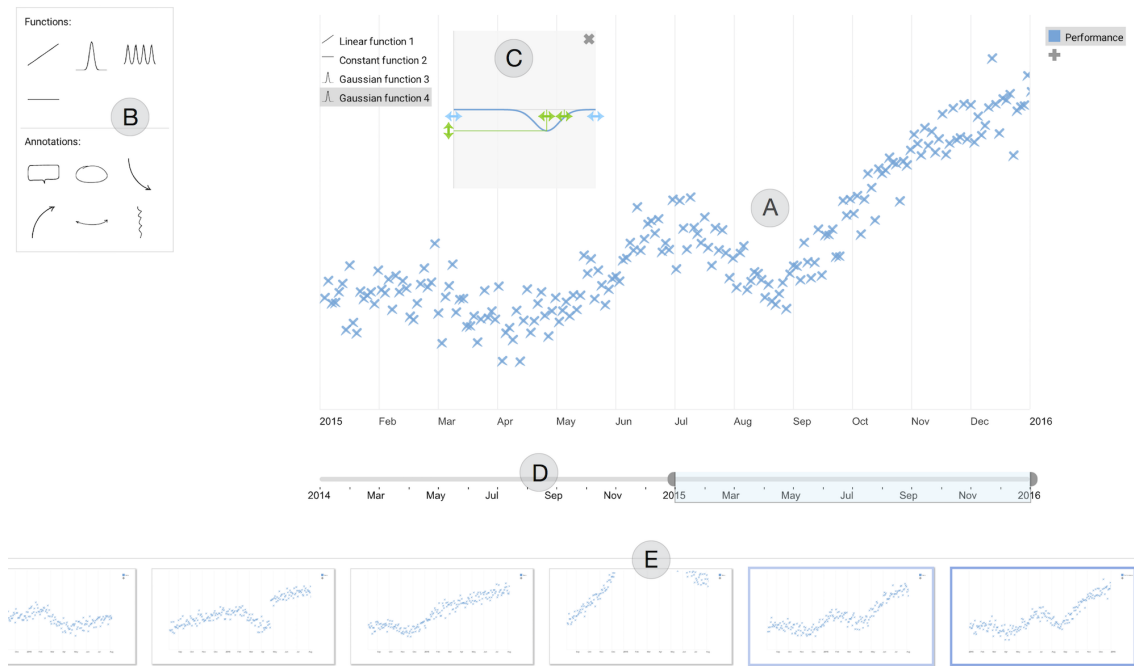 Functions:
B
Annotations:
Linear function 1
Constant function 2
Gaussian function 3
Gaussian function 4
C
A
Performance
2015 Feb Mar Apr May Jun Jul Aug Sep Oct Nov Dec 2016
D
2014 Mar May Jul Sep Nov 2015 Mar May Jul Sep Nov 2016
E